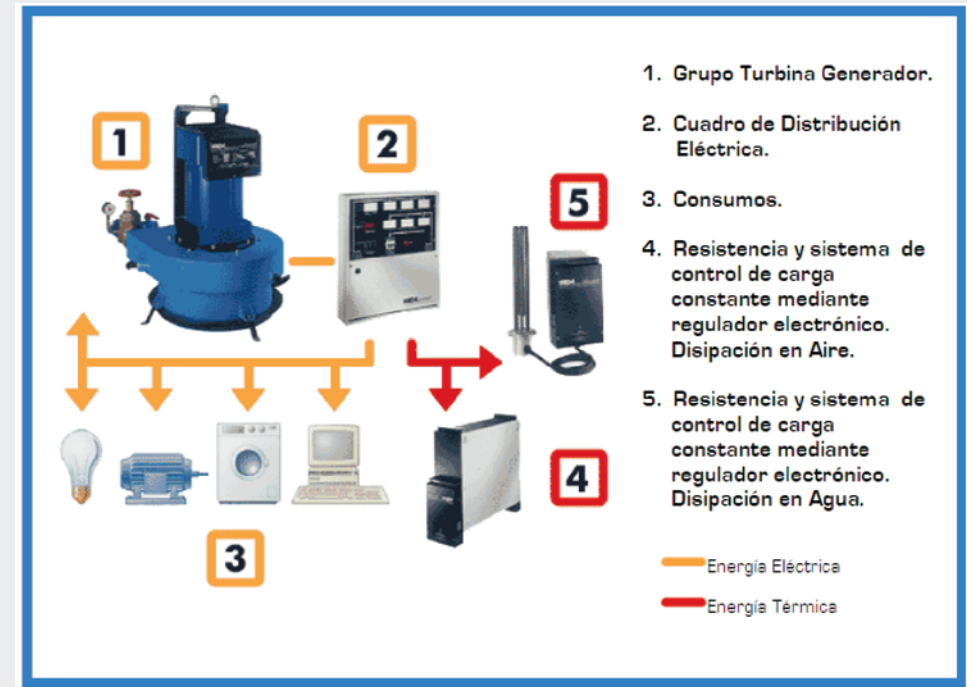 1
2
5
4
3
1. Grupo Turbina Generador.
2. Cuadro de Distribución
Eléctrica.
3. Consumos.
4. Resistencia y sistema de
control de carga
constante mediante
regulador electrónico.
Disipación en Aire.
5. Resistencia y sistema de
control de carga
constante mediante
regulador electrónico.
Disipación en Agua.
Energía Eléctrica
Energía Térmica